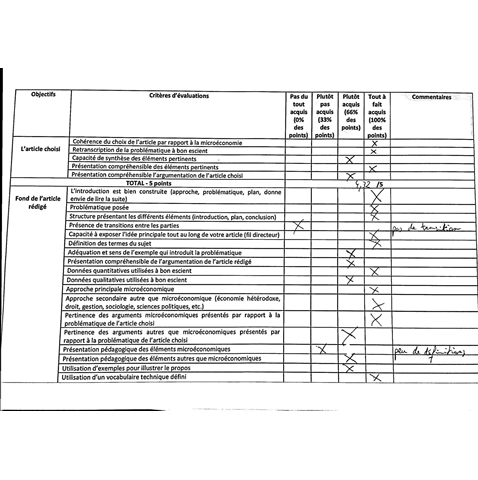 Objectifs Critères d'évaluations Pas du tout acquis (0% des points) Plutôt pas acquis (33% des points) Plutôt acquis (66% des points) Tout à fait acquis (100% des points) Commentaires
L'article choisi
Cohérence du choix de l'article par rapport à la microéconomie X
Retranscription de la problématique à bon escient X
Capacité de synthèse des éléments pertinents X
Présentation compréhensible des éléments pertinents X
Présentation compréhensible de l'argumentation de l'article choisi X
TOTAL - 5 points /5
Fond de l'article rédigé
L'introduction est bien construite (approche, problématique, plan, donne
envie de lire la suite) X
Problématique posée X
Structure présentant les différents éléments (introduction, plan, conclusion) X
Présence de transitions entre les parties X pas de transition
Capacité à exposer l'idée principale tout au long de votre article (fil directeur) X
Définition des termes du sujet X
Adéquation et sens de l'exemple qui introduit la problématique X
Présentation compréhensible de l'argumentation de l'article rédigé X
Données quantitatives utilisées à bon escient X
Données qualitatives utilisées à bon escient X
Approche principale microéconomique X
Approche secondaire autre que microéconomique (économie hétérodoxe,
droit, gestion, sociologie, sciences politiques, etc.) X
Pertinence des arguments microéconomiques présentés par rapport à la
problématique de l'article choisi X
Pertinence des arguments autres que microéconomiques présentés par
rapport à la problématique de l'article choisi X
Présentation pédagogique des éléments microéconomiques X peu de définitions
Présentation pédagogique des éléments autres que microéconomiques X
Utilisation d'exemples pour illustrer le propos X
Utilisation d'un vocabulaire technique défini X